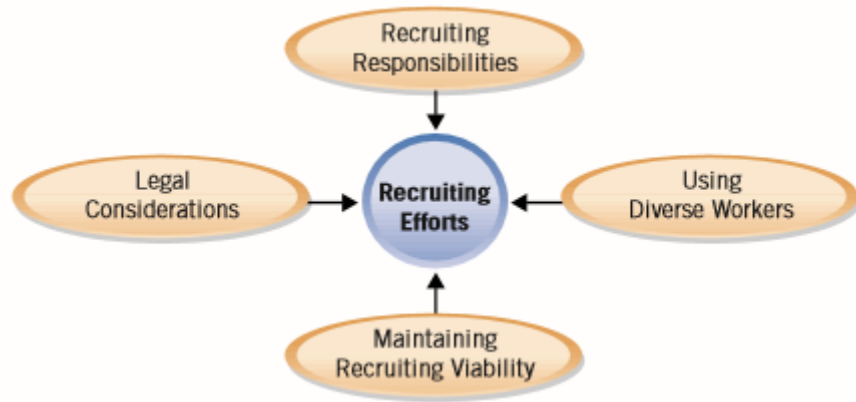 Recruiting
Responsibilities
Legal
Considerations
Recruiting
Efforts
Using
Diverse Workers
Maintaining
Recruiting Viability